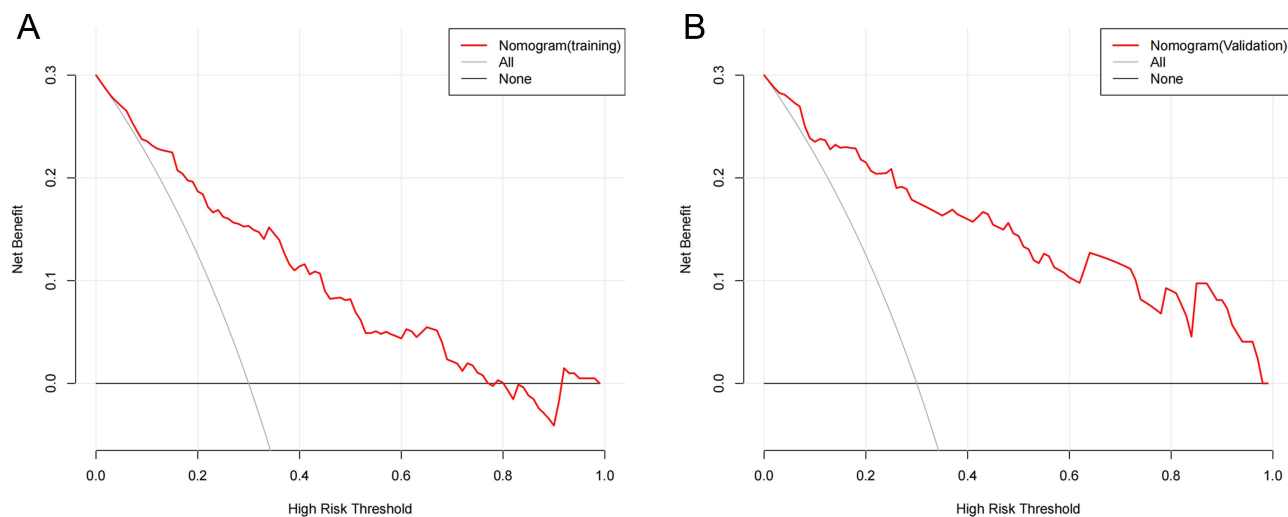 A
Nomogram(training)
All
None
Net Benefit
0.3
0.2
0.1
0.0
0.0 0.2 0.4 0.6 0.8 1.0
High Risk Threshold
B
Nomogram(Validation)
All
None
Net Benefit
0.3
0.2
0.1
0.0
0.0 0.2 0.4 0.6 0.8 1.0
High Risk Threshold